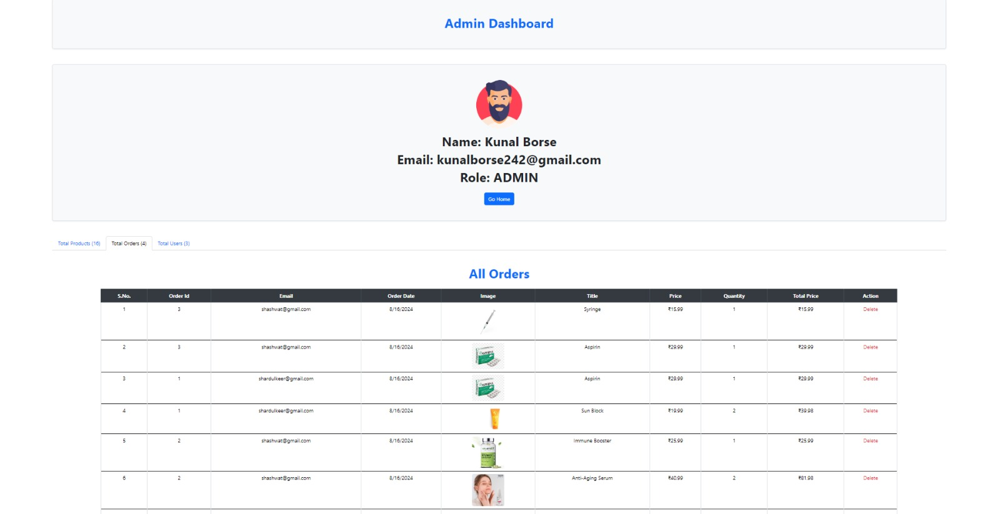 Admin Dashboard
Name: Kunal Borse
Email: kunalborse242@gmail.com
Role: ADMIN
Go Home
Total Products (16) Total Orders (4) Total Users (3)
All Orders
S.No. Order Id Email Order Date Image Title Price Quantity Total Price Action
1 3 shashwat@gmail.com 8/16/2024 Syringe ₹15.99 1 ₹15.99 Delete
2 3 shashwat@gmail.com 8/16/2024 Aspirin ₹29.99 1 ₹29.99 Delete
3 1 shardulkeer@gmail.com 8/16/2024 Aspirin ₹29.99 1 ₹29.99 Delete
4 1 shardulkeer@gmail.com 8/16/2024 Sun Block ₹19.99 2 ₹39.98 Delete
5 2 shashwat@gmail.com 8/16/2024 Immune Booster ₹25.99 1 ₹25.99 Delete
6 2 shashwat@gmail.com 8/16/2024 Anti-Aging Serum ₹40.99 2 ₹81.98 Delete